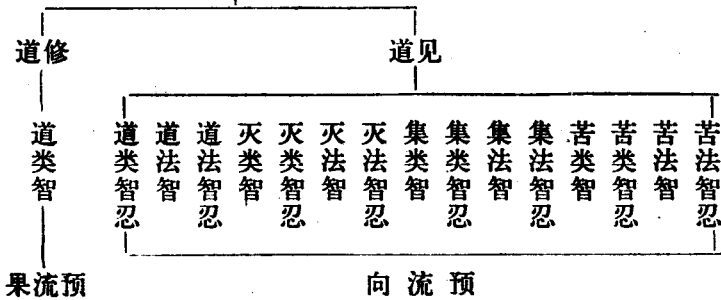 见道
修道
苦法智忍
苦法智
苦类智忍
苦类智
集法智忍
集法智
集类智忍
集类智
灭法智忍
灭法智
灭类智忍
灭类智
道法智忍
道法智
道类智忍
道类智
预流向
预流果